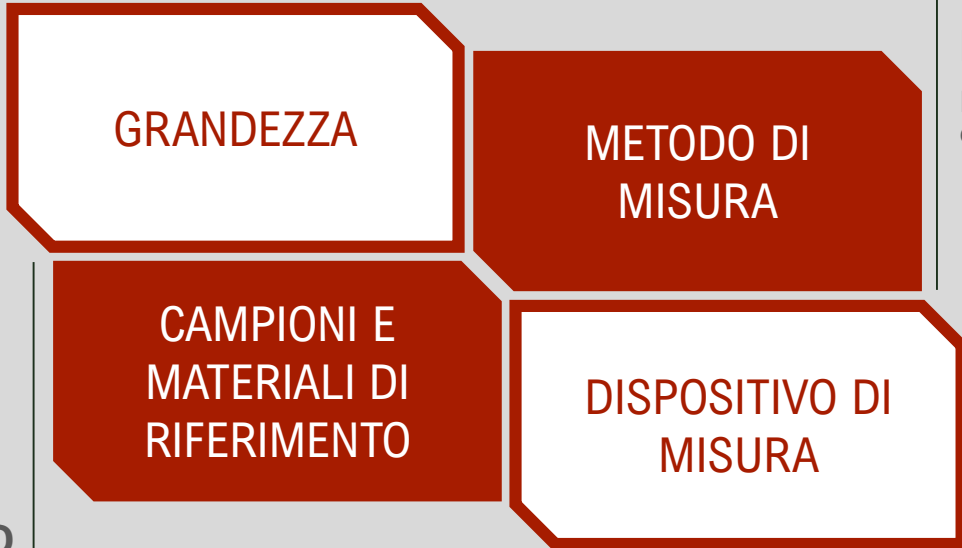 GRANDEZZA
METODO DI
MISURA
CAMPIONI E
MATERIALI DI
RIFERIMENTO
DISPOSITIVO DI
MISURA